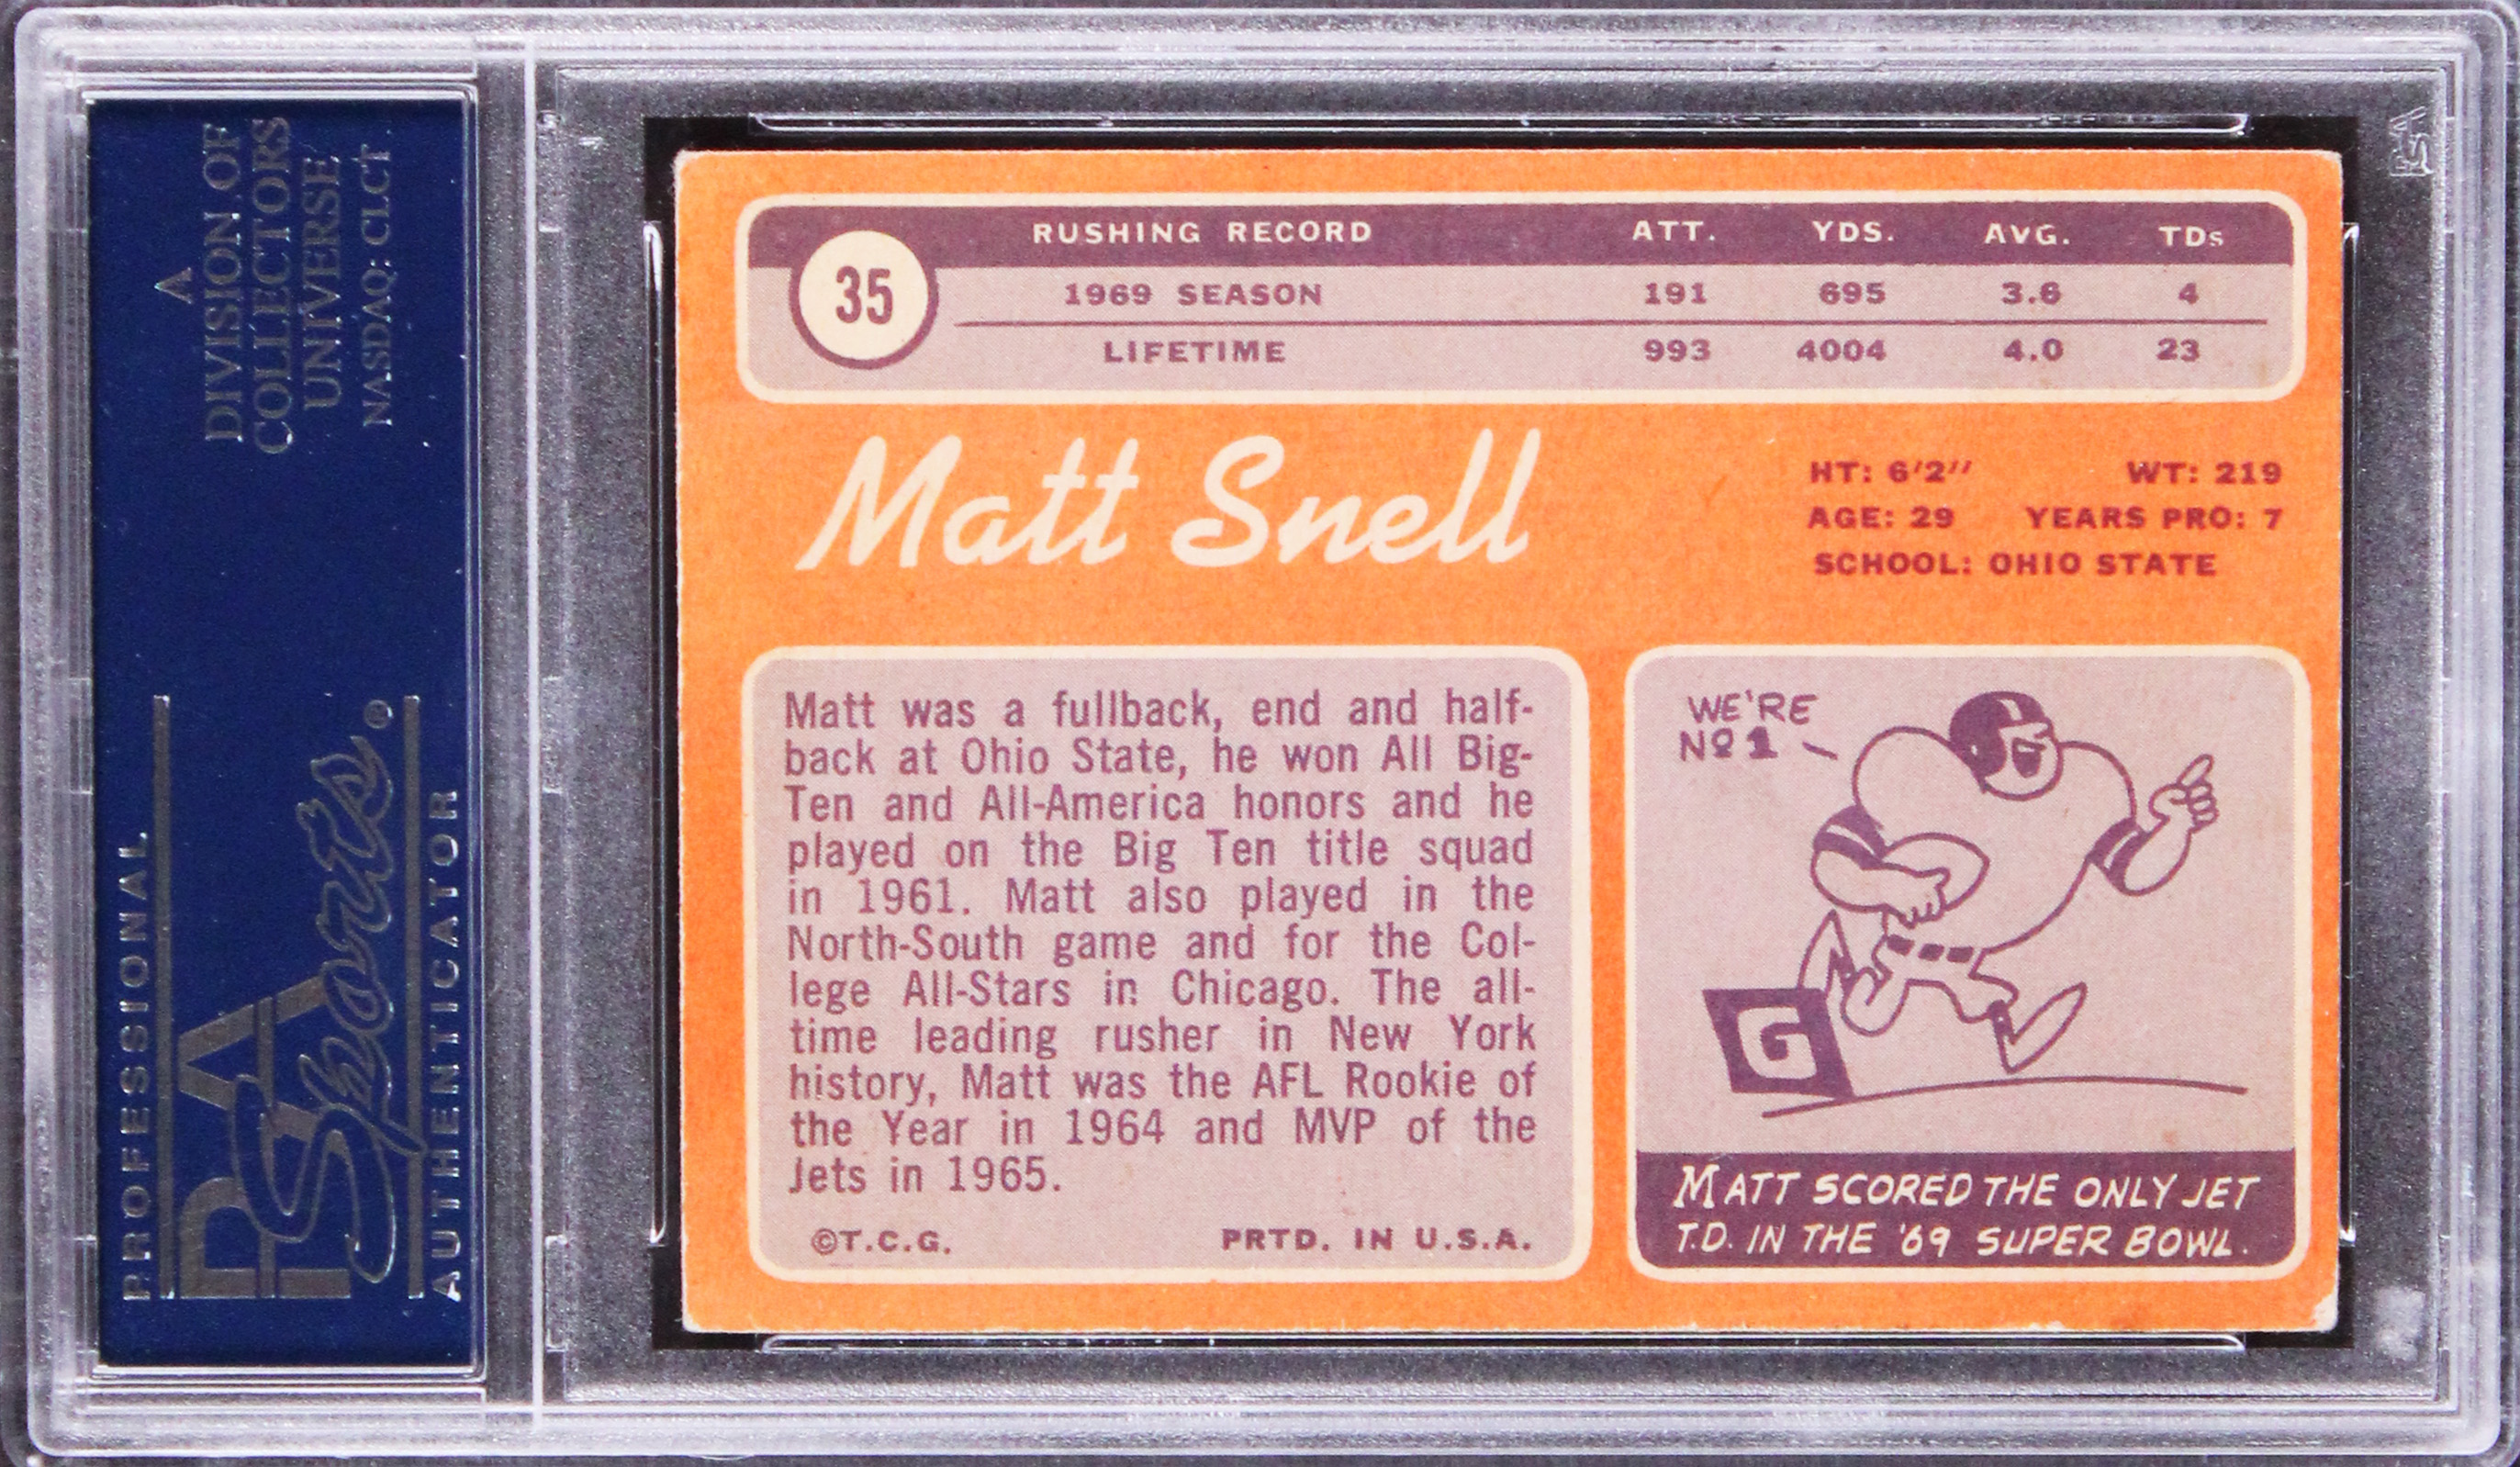 A
DIVISION OF
COLLECTORS
UNIVERSE
NASDAQ: CLCT
PROFESSIONAL
PSA
Sports®
AUTHENTICATOR
PSA
35
RUSHING RECORD ATT. YDS. AVG. TDs
1969 SEASON 191 695 3.6 4
LIFETIME 993 4004 4.0 23
Matt Snell
HT: 6'2'' WT: 219
AGE: 29 YEARS PRO: 7
SCHOOL: OHIO STATE
Matt was a fullback, end and half-
back at Ohio State, he won All Big-
Ten and All-America honors and he
played on the Big Ten title squad
in 1961. Matt also played in the
North-South game and for the Col-
lege All-Stars in Chicago. The all-
time leading rusher in New York
history, Matt was the AFL Rookie of
the Year in 1964 and MVP of the
Jets in 1965.
©T.C.G. PRTD. IN U.S.A.
WE'RE
Nº 1
G
MATT SCORED THE ONLY JET
T.D. IN THE '69 SUPER BOWL.